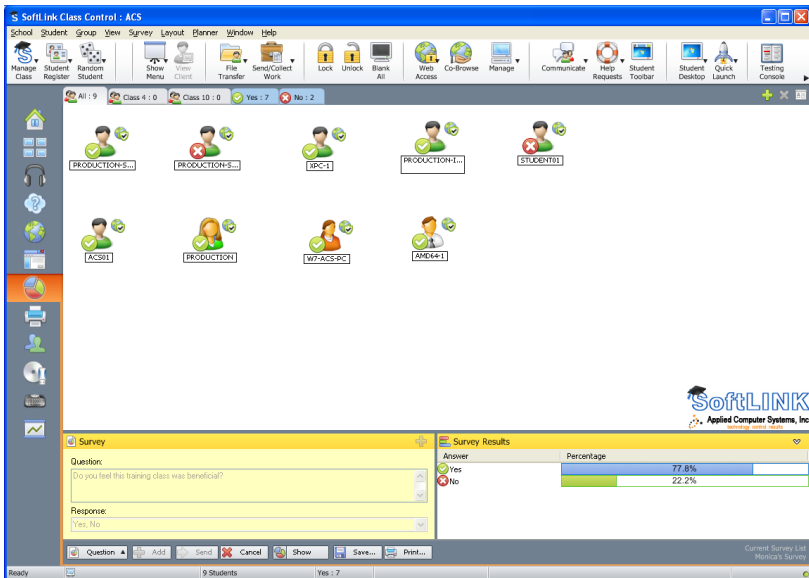 SoftLink Class Control : ACS
School Student Group View Survey Layout Planner Window Help
Manage Class
Student Register
Random Student
Show Menu
View Client
File Transfer
Send/Collect Work
Lock
Unlock
Blank All
Web Access
Co-Browse
Manage
Communicate
Help Requests
Student Toolbar
Student Desktop
Quick Launch
Testing Console
All : 9
Class 4 : 0
Class 10 : 0
Yes : 7
No : 2
PRODUCTION-S...
PRODUCTION-S...
XPC-1
PRODUCTION-I...
STUDENT01
ACS01
PRODUCTION
W7-ACS-PC
AMD64-1
SoftLINK
Applied Computer Systems, Inc
technology control results
Survey
Question:
Do you feel this training class was beneficial?
Response:
Yes, No
Survey Results
Answer Percentage
Yes 77.8%
No 22.2%
Question Add Send Cancel Show Save... Print...
Current Survey List
Monica's Survey
Ready 9 Students Yes : 7